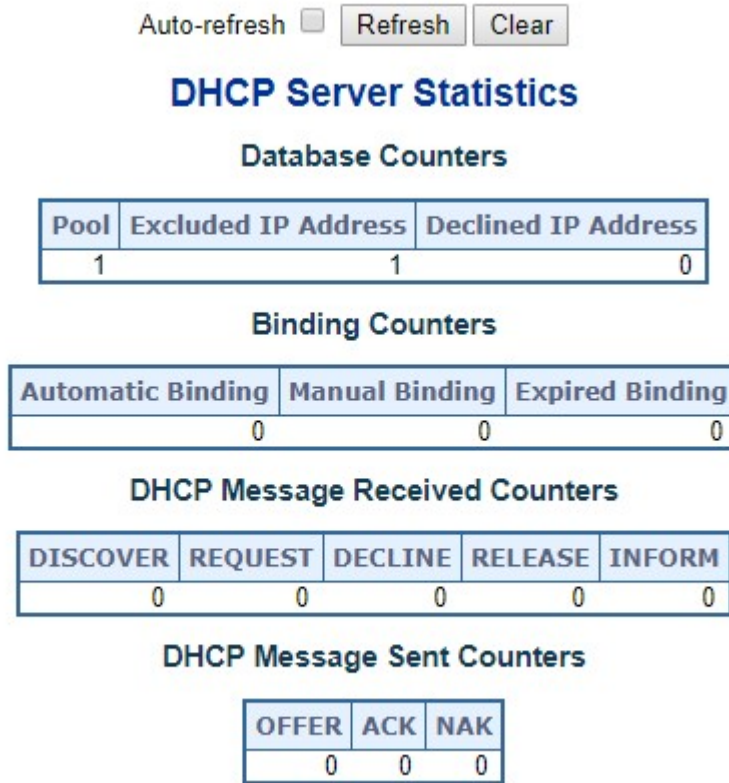 Auto-refresh Refresh Clear
DHCP Server Statistics
Database Counters
Pool Excluded IP Address Declined IP Address
1 1 0
Binding Counters
Automatic Binding Manual Binding Expired Binding
0 0 0
DHCP Message Received Counters
DISCOVER REQUEST DECLINE RELEASE INFORM
0 0 0 0 0
DHCP Message Sent Counters
OFFER ACK NAK
0 0 0